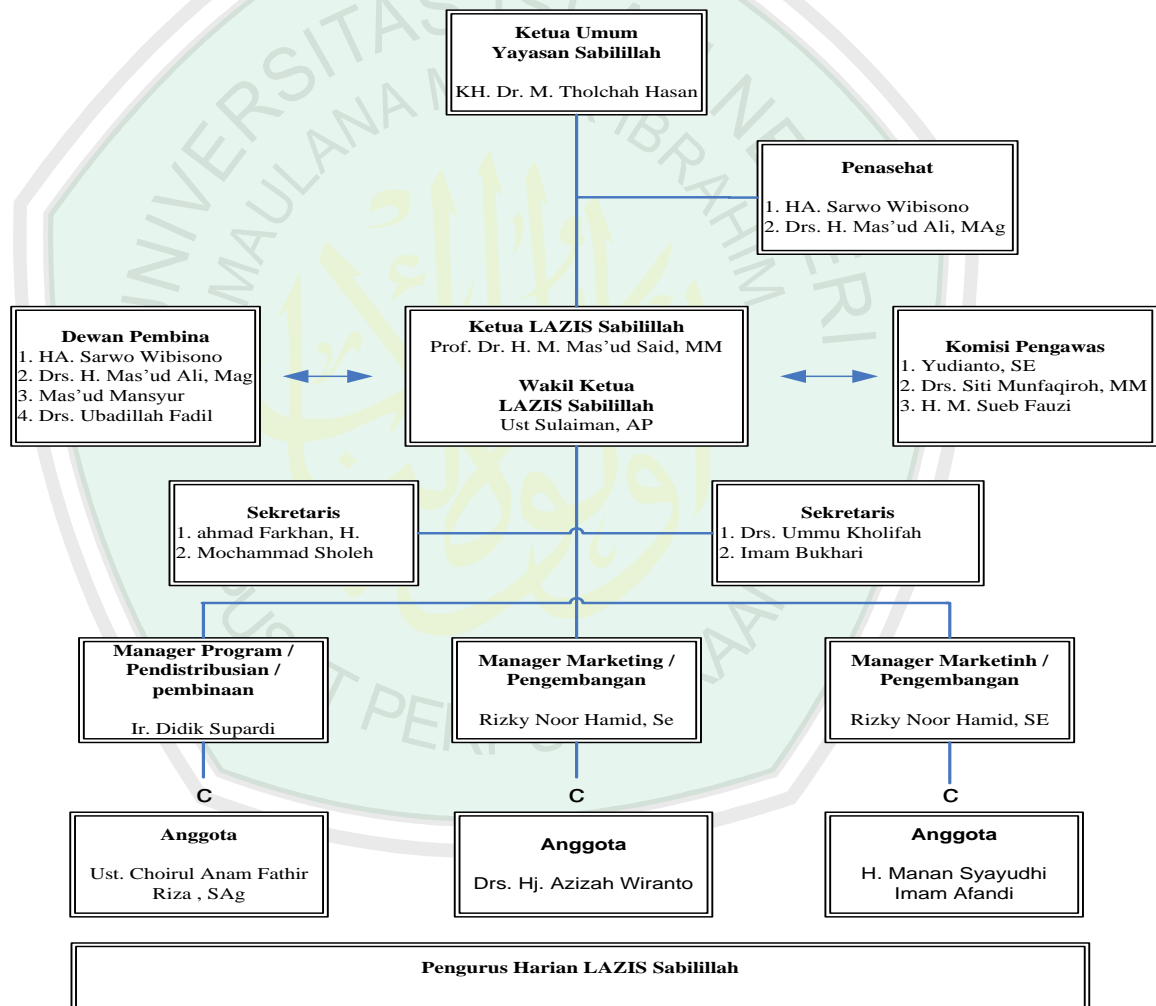 Ketua Umum
Yayasan Sabilillah
KH. Dr. M. Tholchah Hasan
Penasehat
1. HA. Sarwo Wibisono
2. Drs. H. Mas'ud Ali, MAg
Dewan Pembina
1. HA. Sarwo Wibisono
2. Drs. H. Mas'ud Ali, Mag
3. Mas'ud Mansyur
4. Drs. Ubadillah Fadil
Ketua LAZIS Sabilillah
Prof. Dr. H. M. Mas'ud Said, MM
Wakil Ketua
LAZIS Sabilillah
Ust Sulaiman, AP
Komisi Pengawas
1. Yudianto, SE
2. Drs. Siti Munfaqiroh, MM
3. H. M. Sueb Fauzi
Sekretaris
1. ahmad Farkhan, H.
2. Mochammad Sholeh
Sekretaris
1. Drs. Ummu Kholifah
2. Imam Bukhari
Manager Program /
Pendistribusian /
pembinaan
Ir. Didik Supardi
Manager Marketing /
Pengembangan
Rizky Noor Hamid, Se
Manager Marketinh /
Pengembangan
Rizky Noor Hamid, SE
C
C
C
Anggota
Ust. Choirul Anam Fathir
Riza , SAg
Anggota
Drs. Hj. Azizah Wiranto
Anggota
H. Manan Syayudhi
Imam Afandi
Pengurus Harian LAZIS Sabilillah
MAULANA